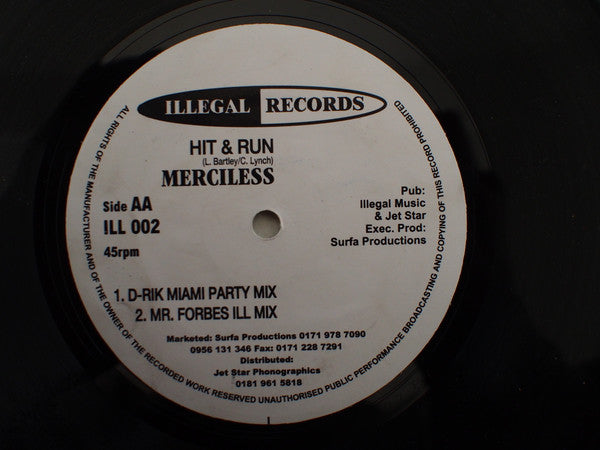 ILLEGAL RECORDS
HIT & RUN
(L. Bartley/C. Lynch)
MERCILESS
Side AA
ILL 002
45rpm
Pub:
Illegal Music
& Jet Star
Exec. Prod:
Surfa Productions
1. D-RIK MIAMI PARTY MIX
2. MR. FORBES ILL MIX
Marketed: Surfa Productions 0171 978 7090
0956 131 346 Fax: 0171 228 7291
Distributed:
Jet Star Phonographics
0181 961 5818
ALL RIGHTS OF THE MANUFACTURER AND OF THE OWNER OF THE RECORDED WORK RESERVED UNAUTHORISED PUBLIC PERFORMANCE BROADCASTING AND COPYING OF THIS RECORD PROHIBITED